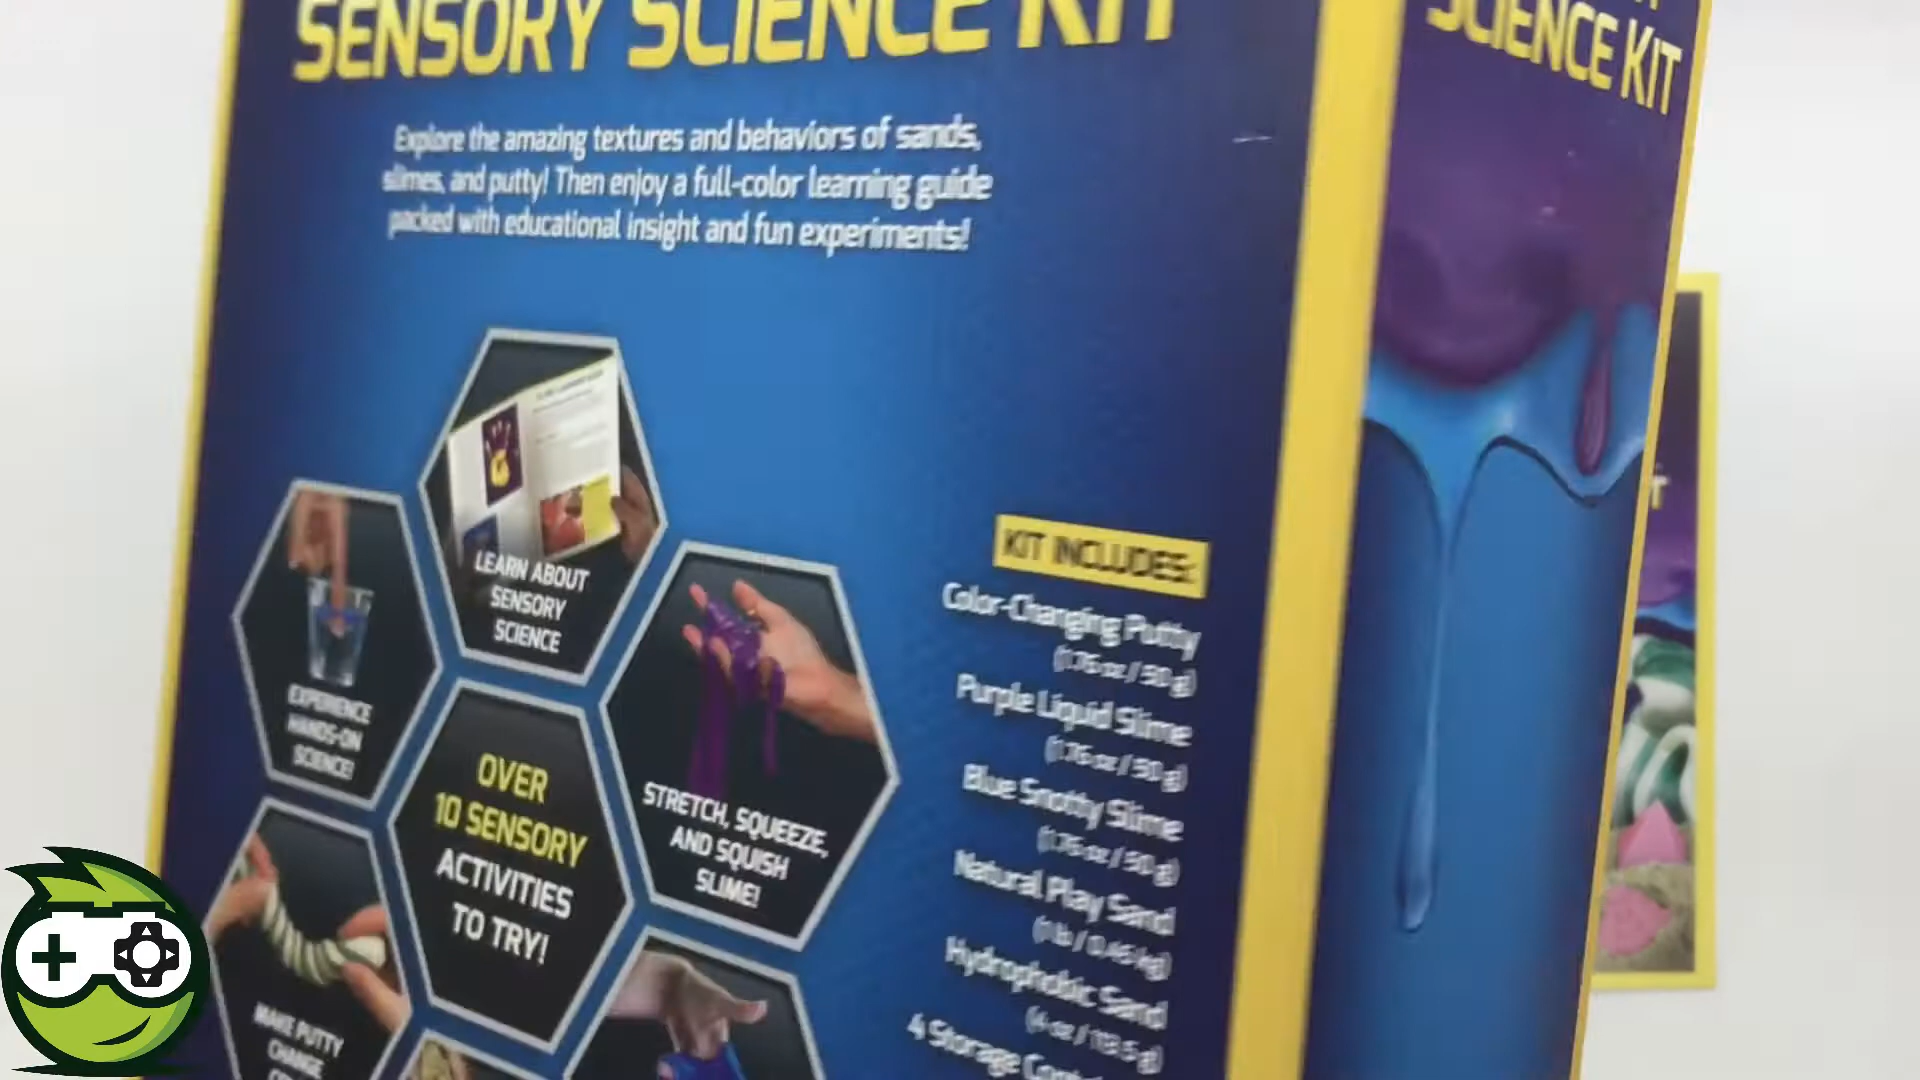 SENSORY SCIENCE KIT
Explore the amazing textures and behaviors of sands,
slimes, and putty! Then enjoy a full-color learning guide
packed with educational insight and fun experiments!
LEARN ABOUT
SENSORY
SCIENCE
EXPERIENCE
HANDS-ON
SCIENCE!
OVER
10 SENSORY
ACTIVITIES
TO TRY!
STRETCH, SQUEEZE,
AND SQUISH
SLIME!
MAKE PUTTY
CHANGE
KIT INCLUDES:
Color-Changing Putty
(1.76 oz / 50 g)
Purple Liquid Slime
(1.76 oz / 50 g)
Blue Snotty Slime
(1.76 oz / 50 g)
Natural Play Sand
(1 lb / 0.45 kg)
Hydrophobic Sand
(4 oz / 113.5 g)
4 Storage
SCIENCE KIT